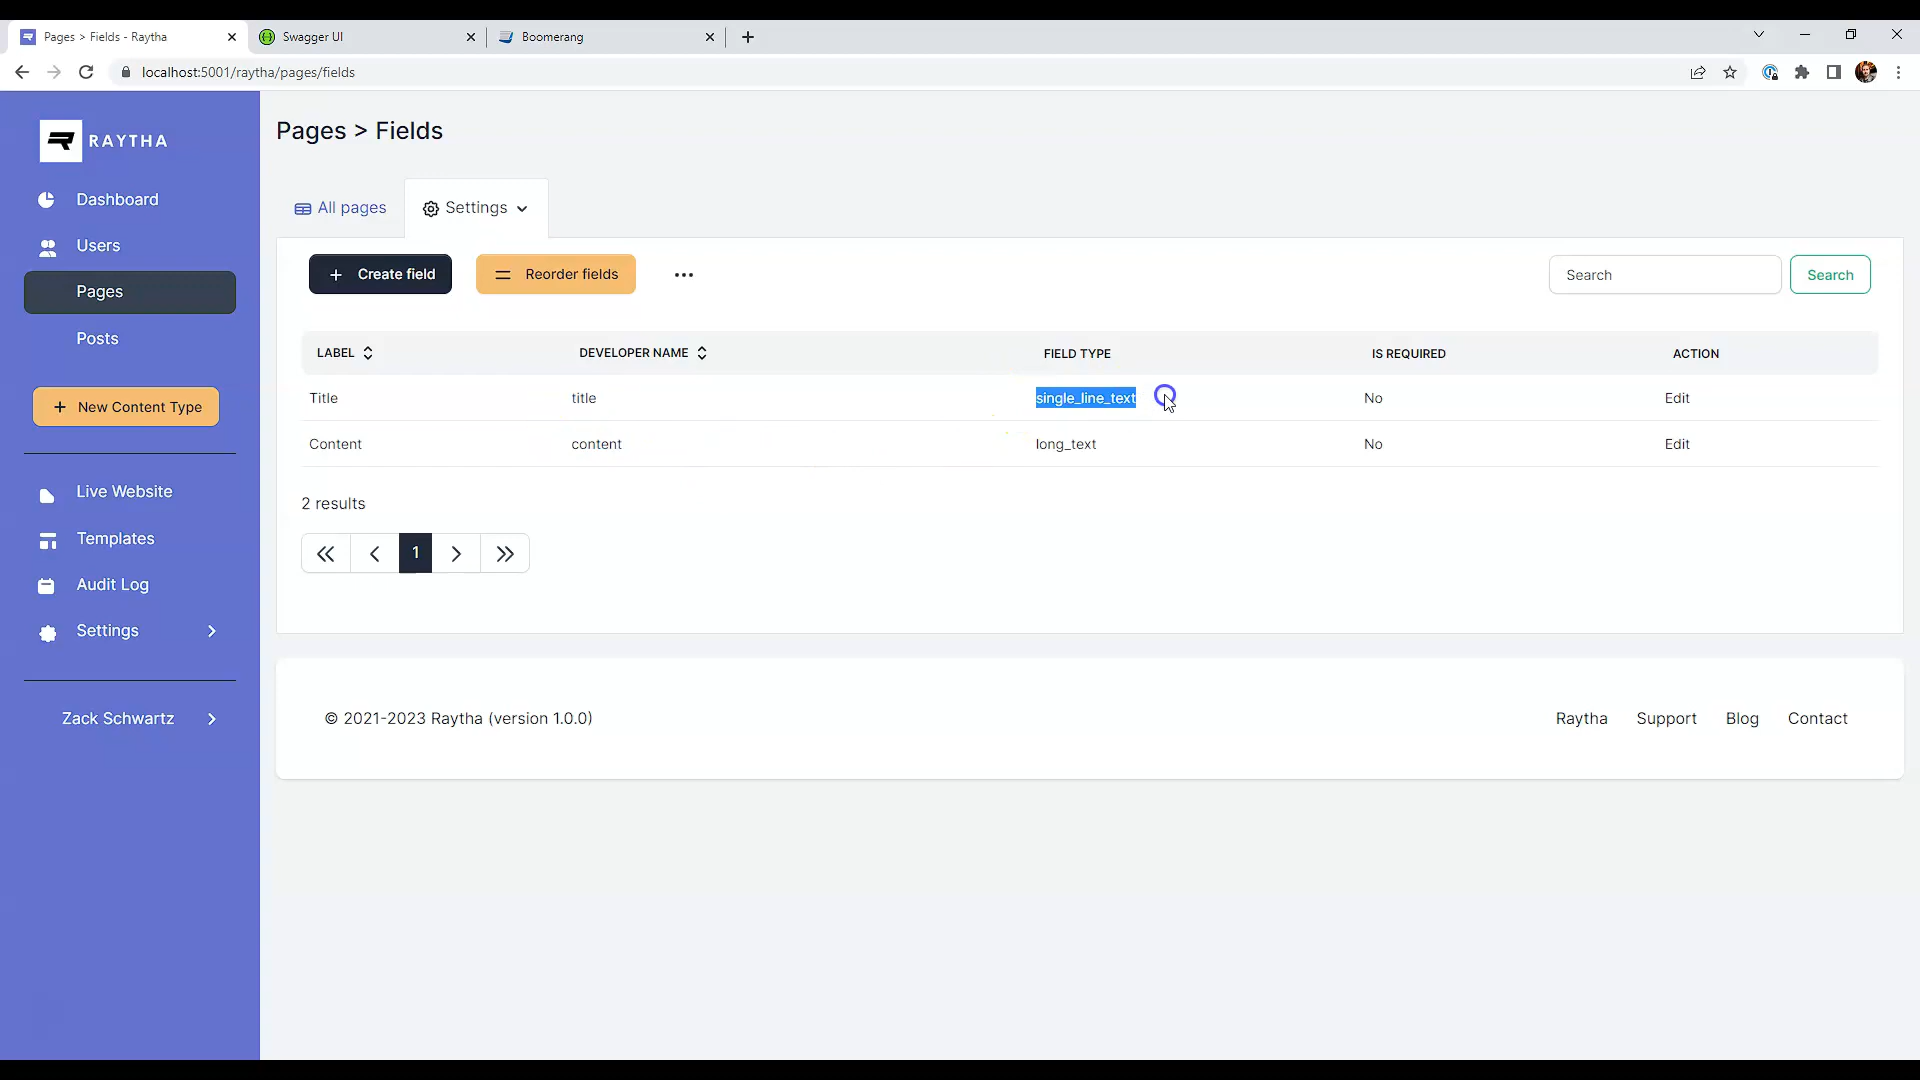 Pages > Fields - Raytha
Swagger UI
Boomerang
localhost:5001/raytha/pages/fields
RAYTHA
Dashboard
Users
Pages
Posts
New Content Type
Live Website
Templates
Audit Log
Settings
Zack Schwartz
Pages > Fields
All pages
Settings
Create field
Reorder fields
Search
Search
LABEL DEVELOPER NAME FIELD TYPE IS REQUIRED ACTION
Title title single_line_text No Edit
Content content long_text No Edit
2 results
1
© 2021-2023 Raytha (version 1.0.0)
Raytha Support Blog Contact